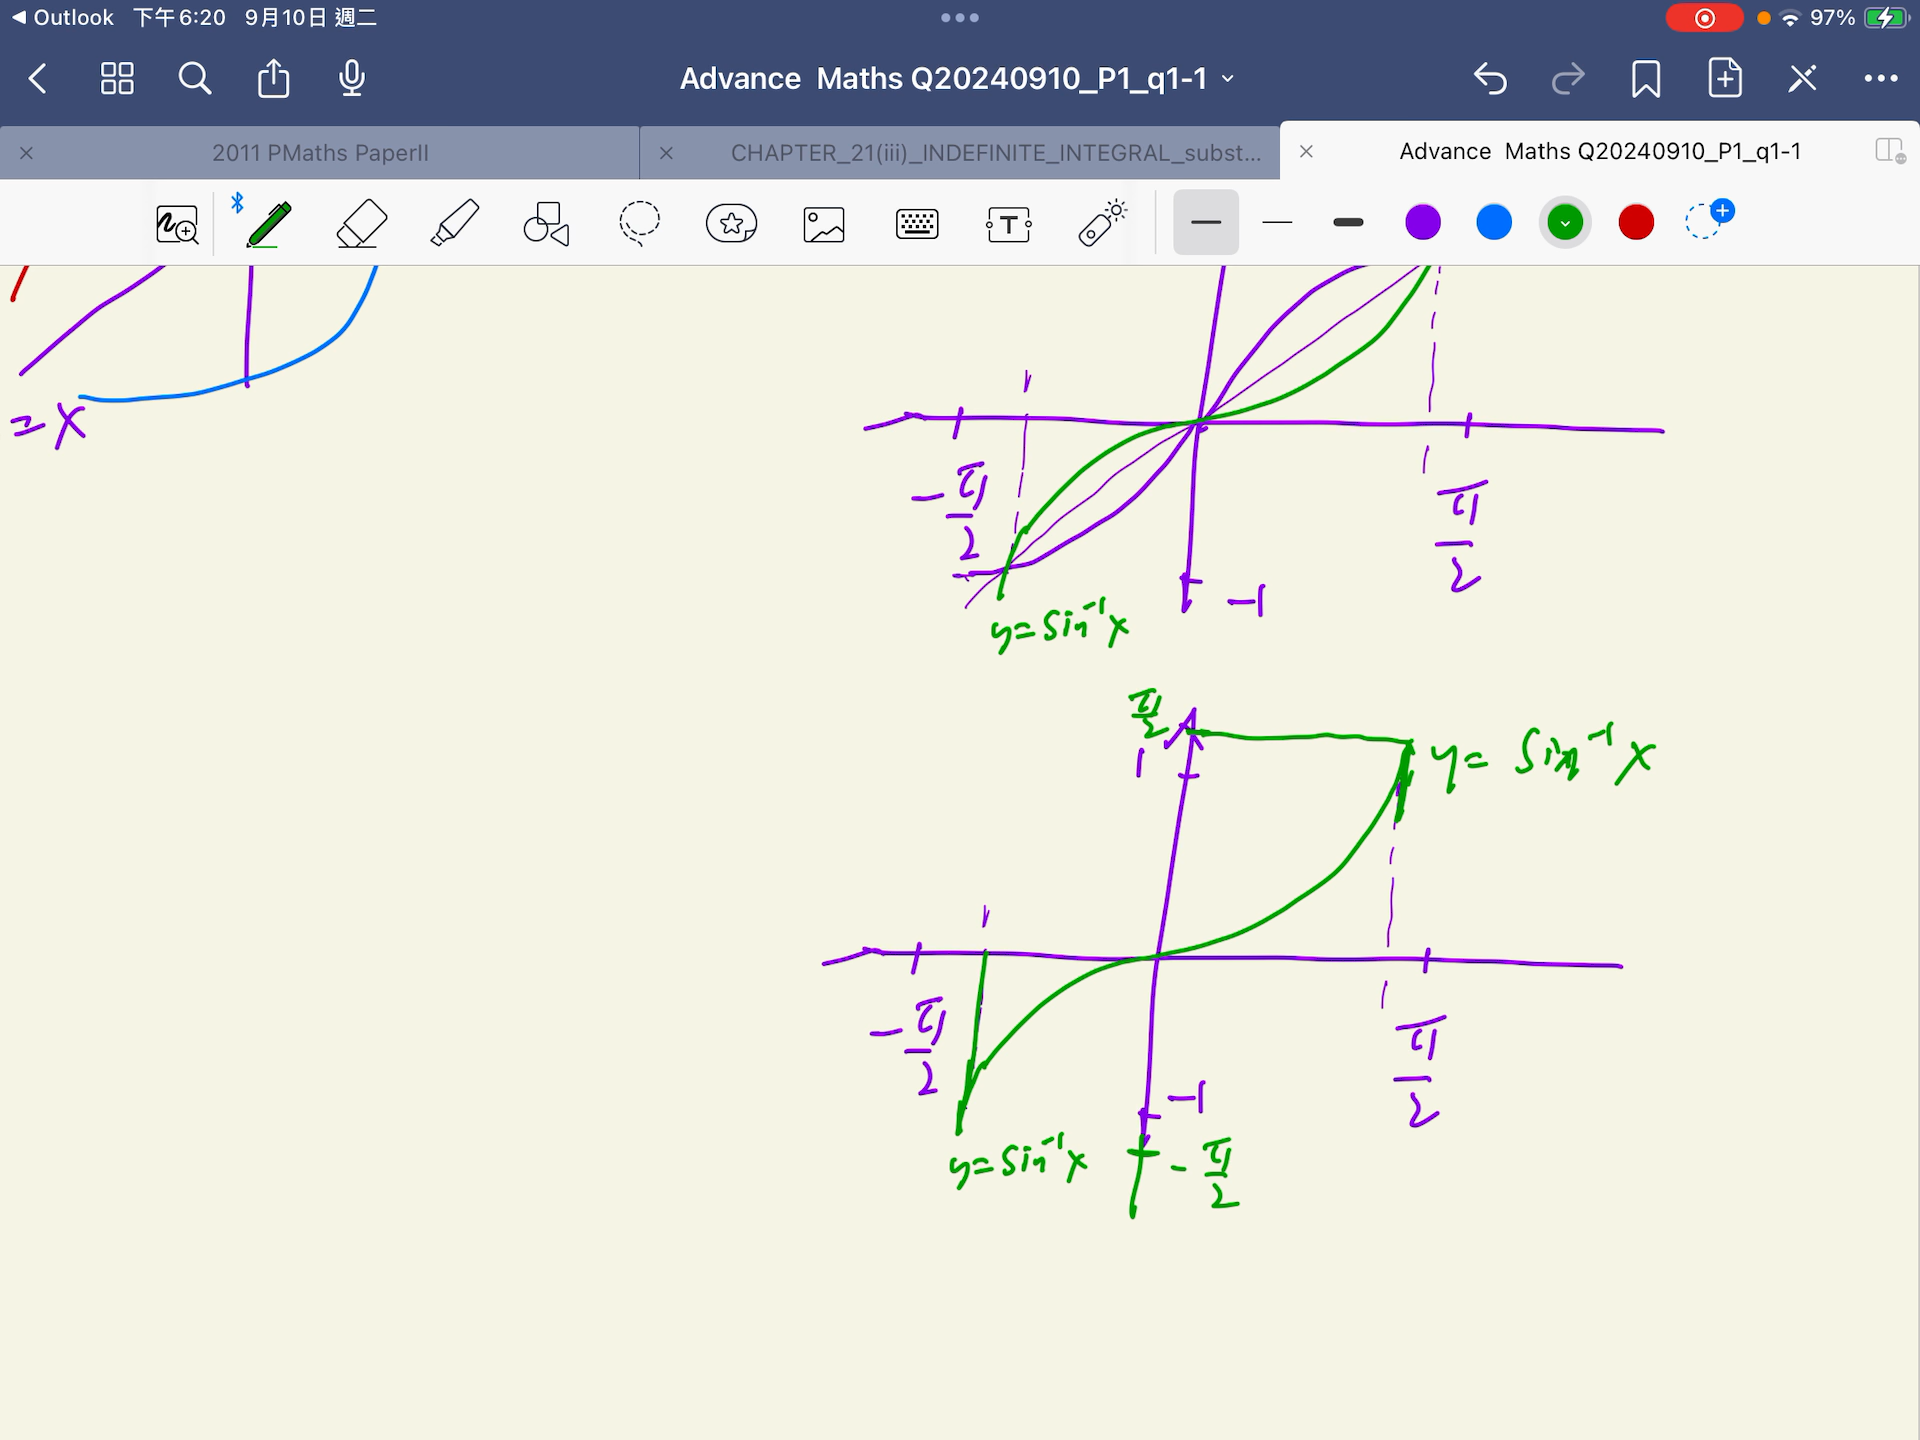 Outlook 下午6:20 9月10日 週二
97%
Advance Maths Q20240910_P1_q1-1
2011 PMaths PaperII
CHAPTER_21(iii)_INDEFINITE_INTEGRAL_subst...
Advance Maths Q20240910_P1_q1-1
T
= x
-π/2
π/2
-1
y=sin⁻¹x
π/2
1
y= sin⁻¹x
-π/2
π/2
-1
y=sin⁻¹x
-π/2